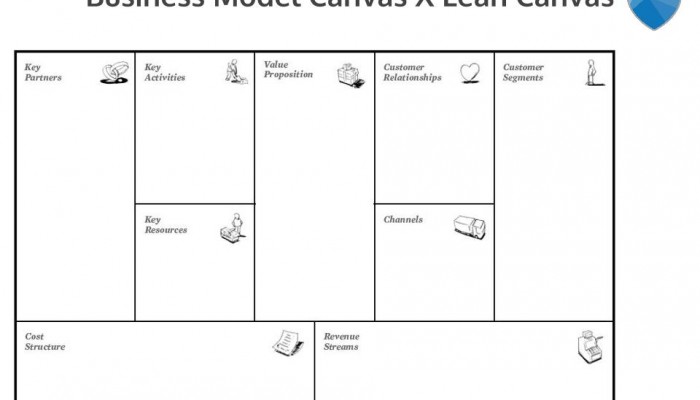 Business Model Canvas X Lean Canvas
Key
Partners
Key
Activities
Value
Proposition
Customer
Relationships
Customer
Segments
Key
Resources
Channels
Cost
Structure
Revenue
Streams